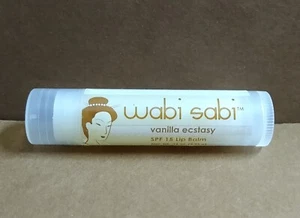 wabi sabi™
vanilla ecstasy
SPF 15 Lip Balm